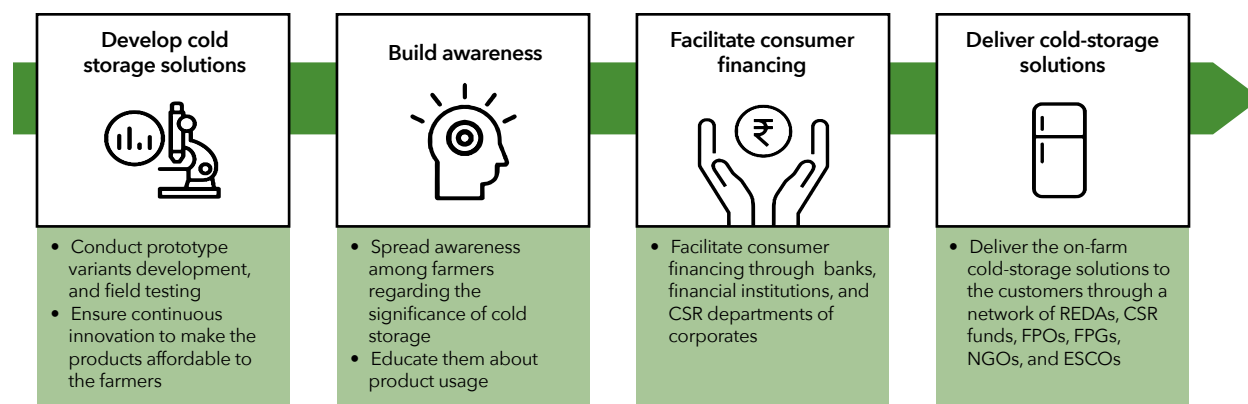 Develop cold
storage solutions
Build awareness
Facilitate consumer
financing
Deliver cold-storage
solutions
₹
• Conduct prototype
variants development,
and field testing
• Ensure continuous
innovation to make the
products affordable to
the farmers
• Spread awareness
among farmers
regarding the
significance of cold
storage
• Educate them about
product usage
• Facilitate consumer
financing through banks,
financial institutions, and
CSR departments of
corporates
• Deliver the on-farm
cold-storage solutions to
the customers through a
network of REDAs, CSR
funds, FPOs, FPGs,
NGOs, and ESCOs